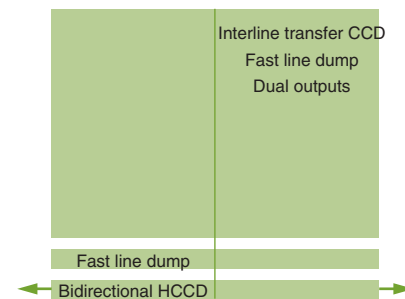 Interline transfer CCD
Fast line dump
Dual outputs
Fast line dump
Bidirectional HCCD